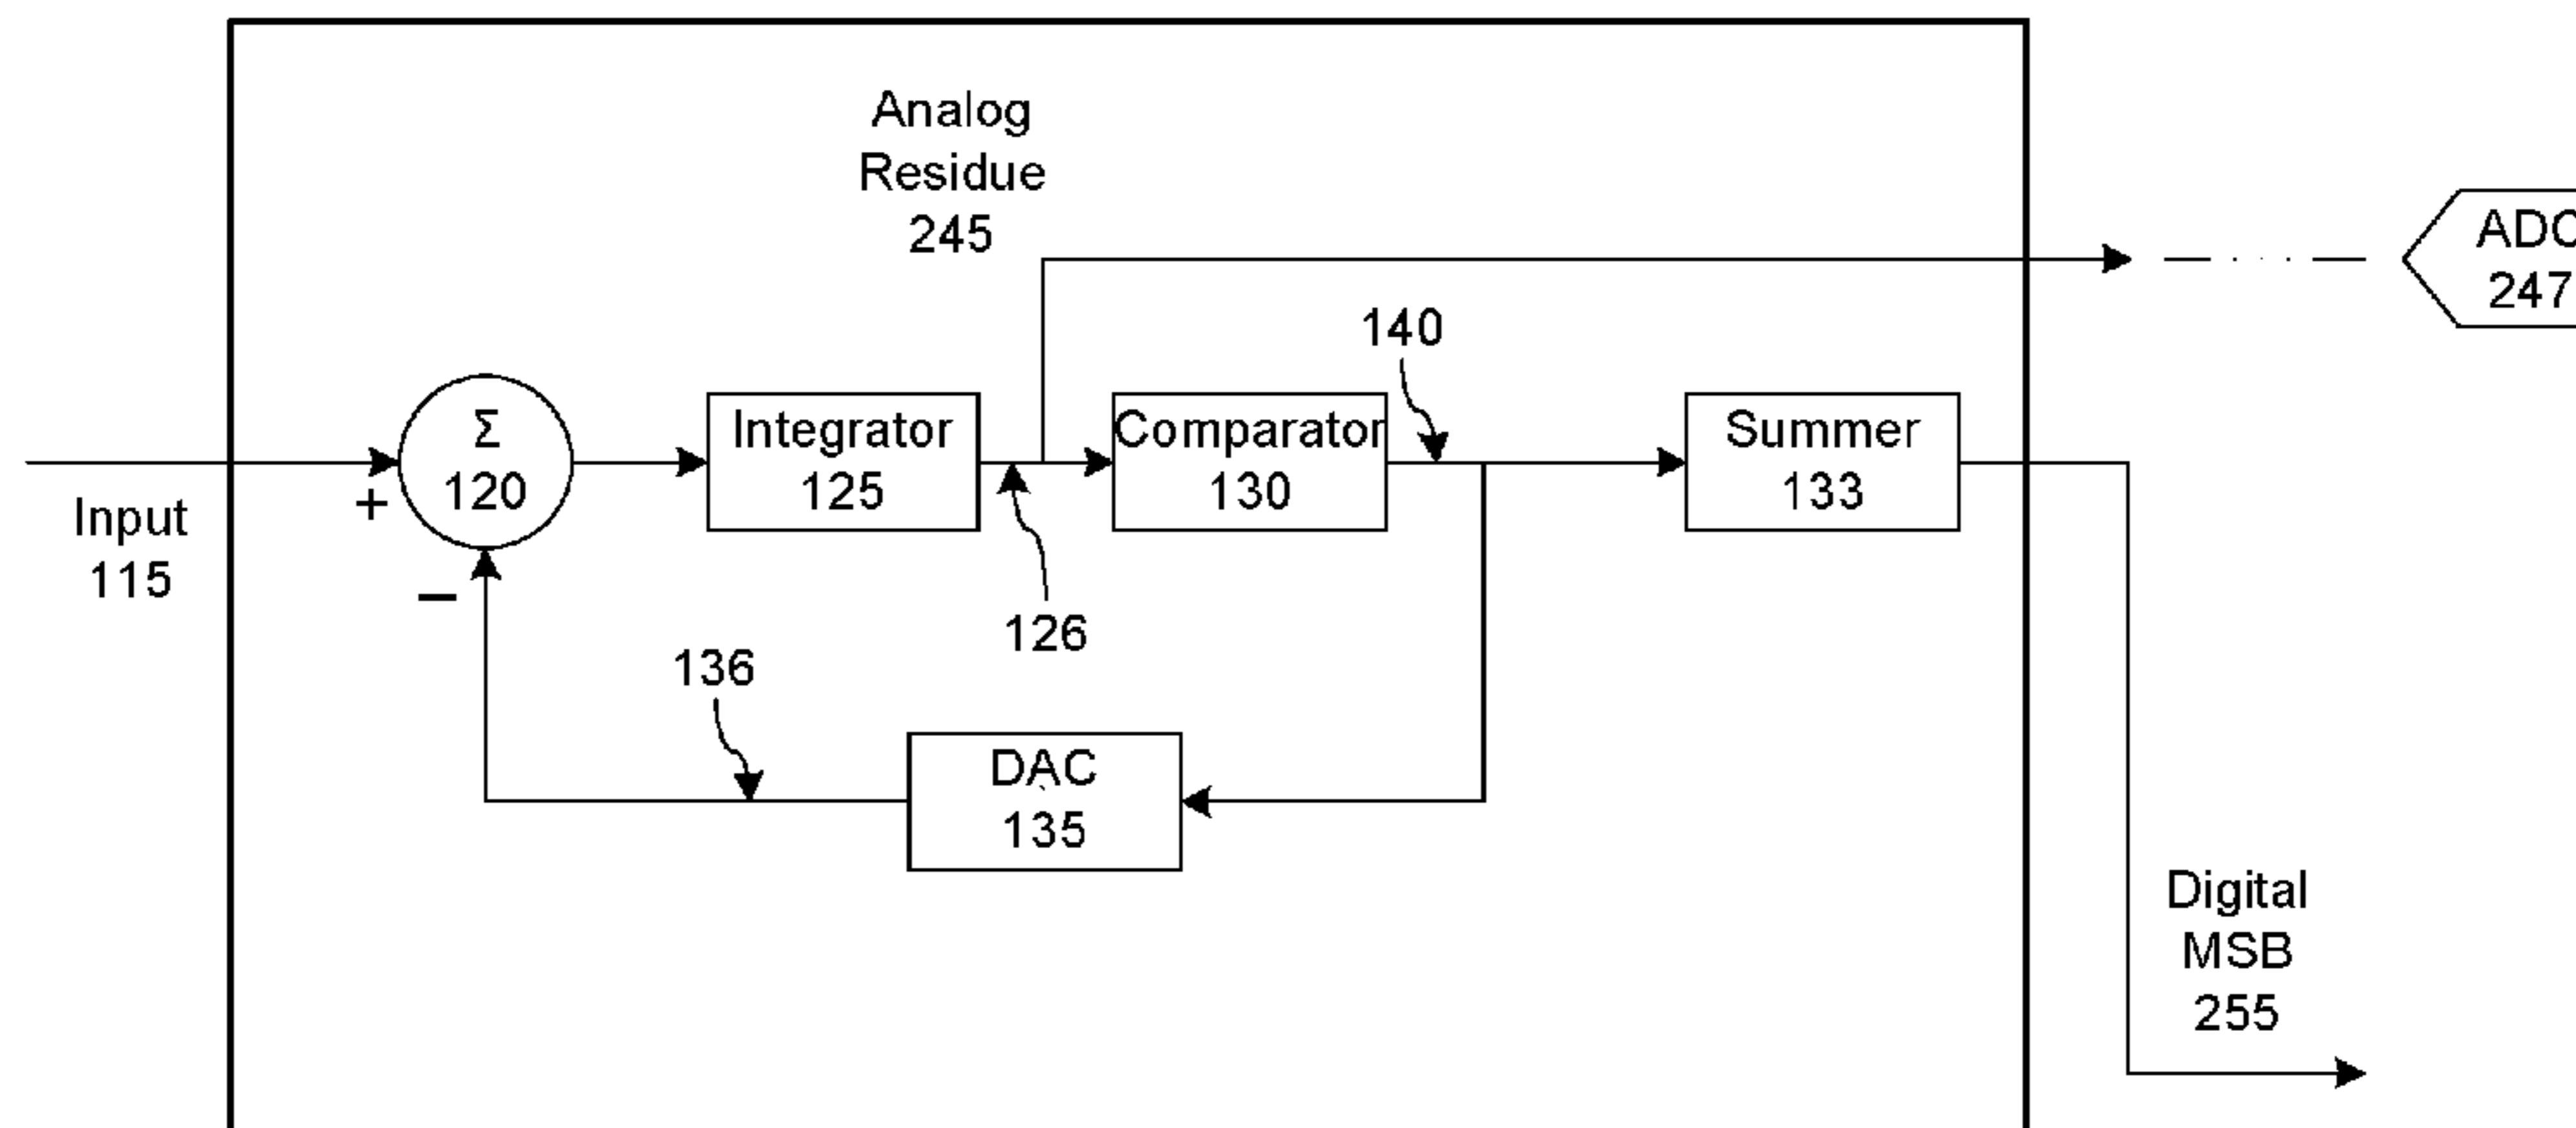 Analog
Residue
245
ADC
247
140
Σ
120
Integrator
125
Comparator
130
Summer
133
+
Input
115
−
126
136
DAC
135
Digital
MSB
255